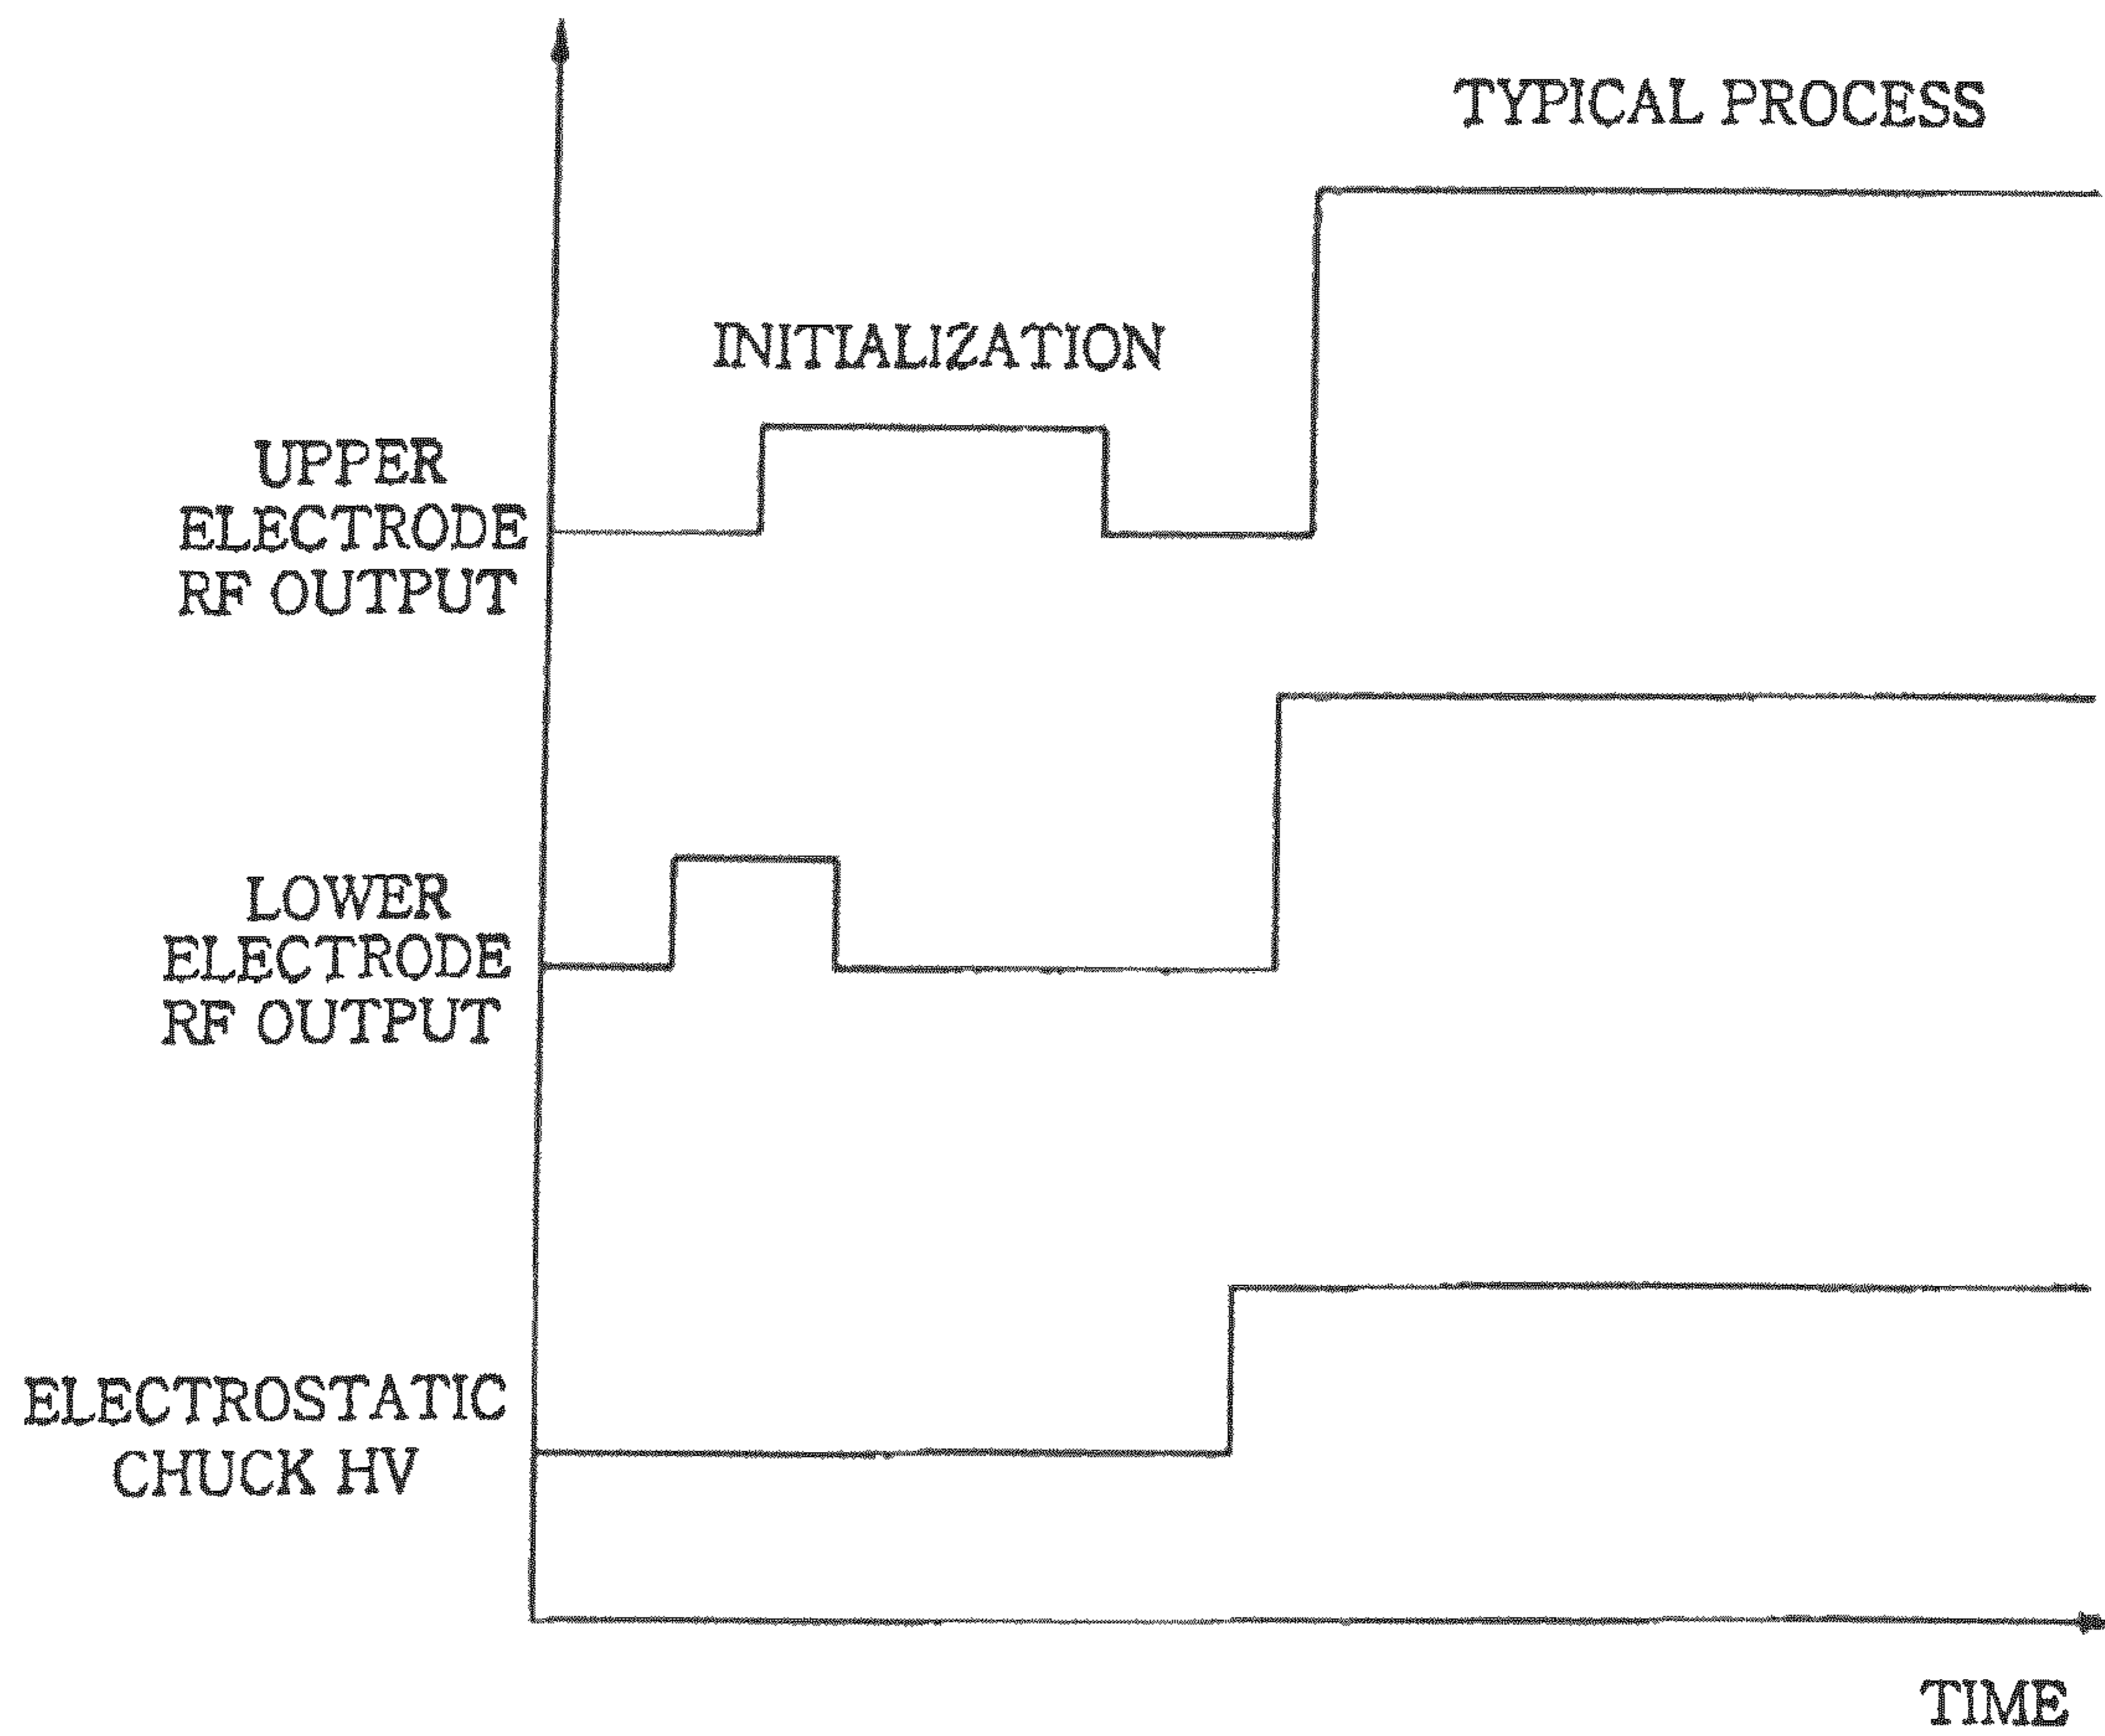 TYPICAL PROCESS
INITIALIZATION
UPPER
ELECTRODE
RF OUTPUT
LOWER
ELECTRODE
RF OUTPUT
ELECTROSTATIC
CHUCK HV
TIME